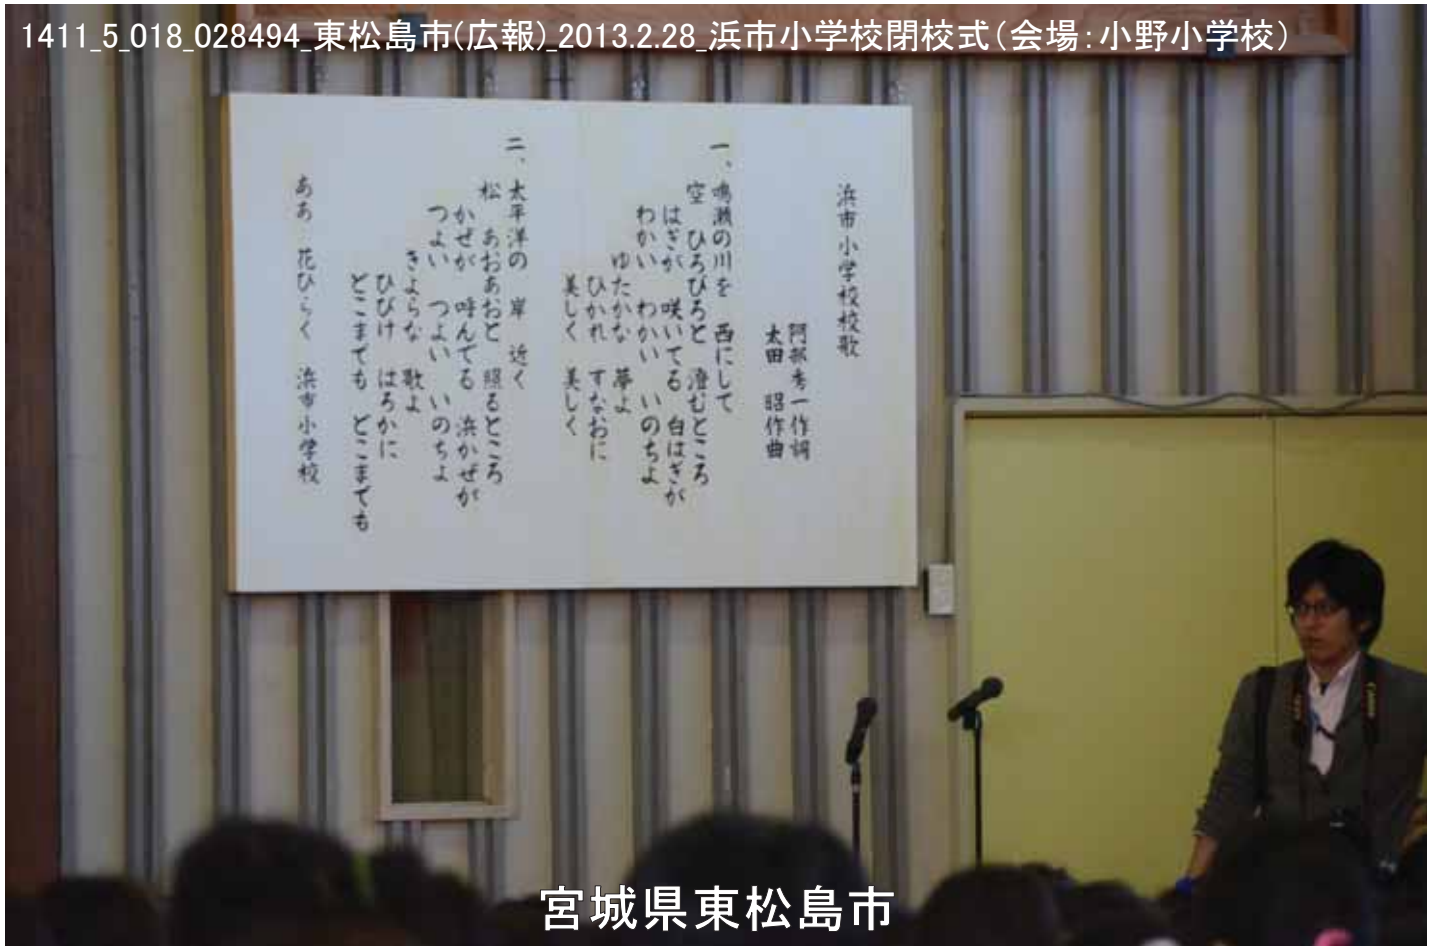 1411_5_018_028494_東松島市(広報)_2013.2.28_浜市小学校閉校式(会場:小野小学校)
浜市小学校校歌
阿部秀一作詞
太田 昭作曲
一、鳴瀬の川を 西にして
空 ひろびろと 澄むところ
はぎが 咲いてる 白はぎが
わかい わかい いのちよ
ゆたかな 夢よ
ひかれ すなおに
美しく 美しく
二、太平洋の 岸 近く
松 あおあおと 照るところ
かぜが 呼んでる 浜かぜが
つよい つよい いのちよ
きよらな 歌よ
ひびけ はろかに
どこまでも どこまでも
ああ 花ひらく 浜市小学校
宮城県東松島市